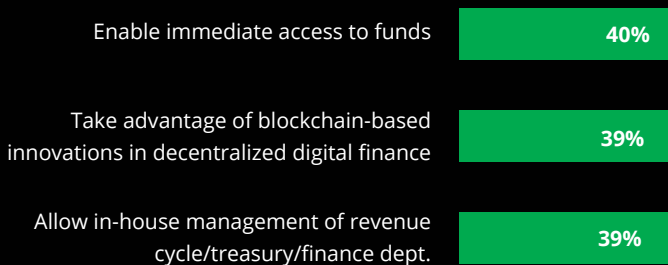 Enable immediate access to funds
40%
Take advantage of blockchain-based
innovations in decentralized digital finance
39%
Allow in-house management of revenue
cycle/treasury/finance dept.
39%